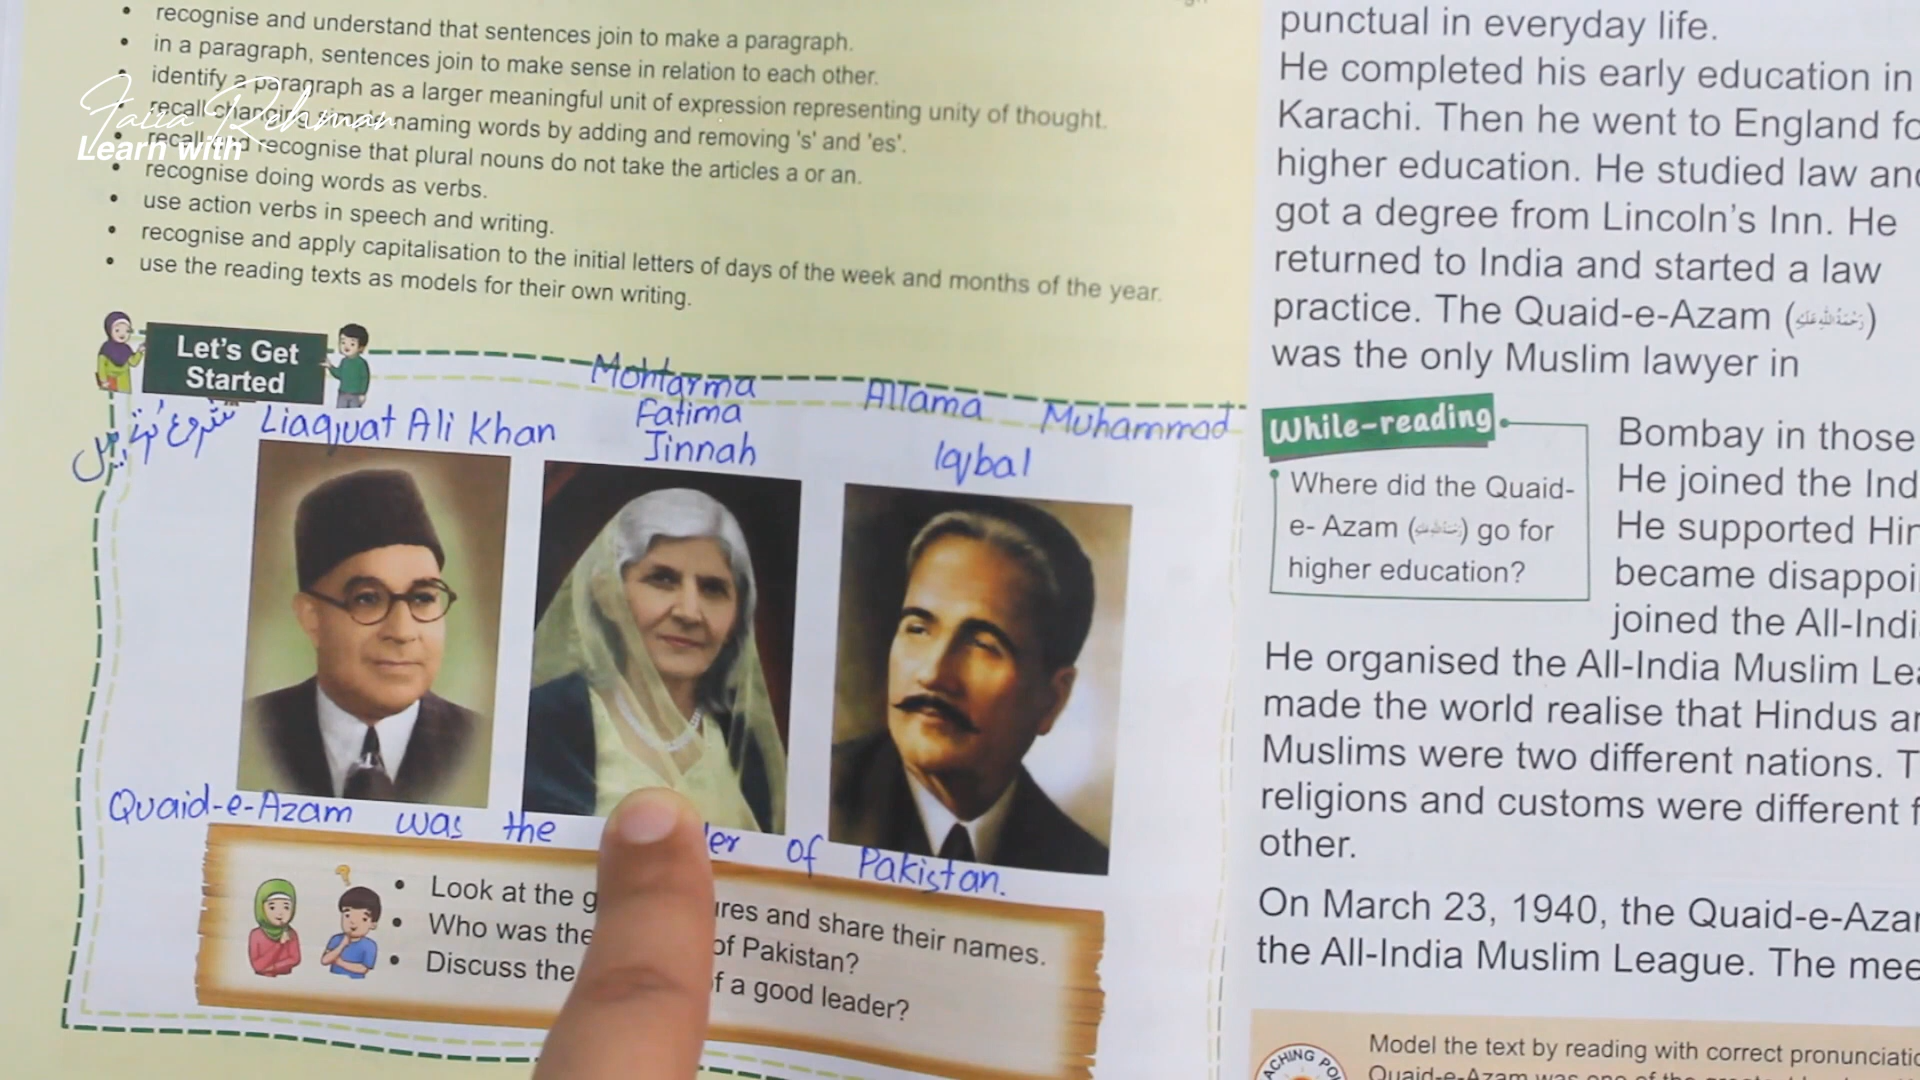 recognise and understand that sentences join to make a paragraph.
in a paragraph, sentences join to make sense in relation to each other.
identify a paragraph as a larger meaningful unit of expression representing unity of thought.
recall changing naming words by adding and removing 's' and 'es'.
recall and recognise that plural nouns do not take the articles a or an.
recognise doing words as verbs.
use action verbs in speech and writing.
recognise and apply capitalisation to the initial letters of days of the week and months of the year.
use the reading texts as models for their own writing.
Faiza Rehman
Learn with
Let's Get
Started
Liaquat Ali Khan
Mohtarma
Fatima
Jinnah
Allama Muhammad
Iqbal
Quaid-e-Azam was the of Pakistan.
Look at the ures and share their names.
Who was the of Pakistan?
Discuss the of a good leader?
punctual in everyday life.
He completed his early education in
Karachi. Then he went to England fo
higher education. He studied law and
got a degree from Lincoln's Inn. He
returned to India and started a law
practice. The Quaid-e-Azam (رَحْمَةُ اللهِ عَلَيْهِ)
was the only Muslim lawyer in
While-reading
Where did the Quaid-
e- Azam (رَحْمَةُ اللهِ عَلَيْهِ) go for
higher education?
Bombay in those
He joined the Ind
He supported Hin
became disappoi
joined the All-Indi
He organised the All-India Muslim Lea
made the world realise that Hindus an
Muslims were two different nations. T
religions and customs were different f
other.
On March 23, 1940, the Quaid-e-Azam
the All-India Muslim League. The mee
ACHING PO
Model the text by reading with correct pronunciatio
Quaid-e-Azam was one of the